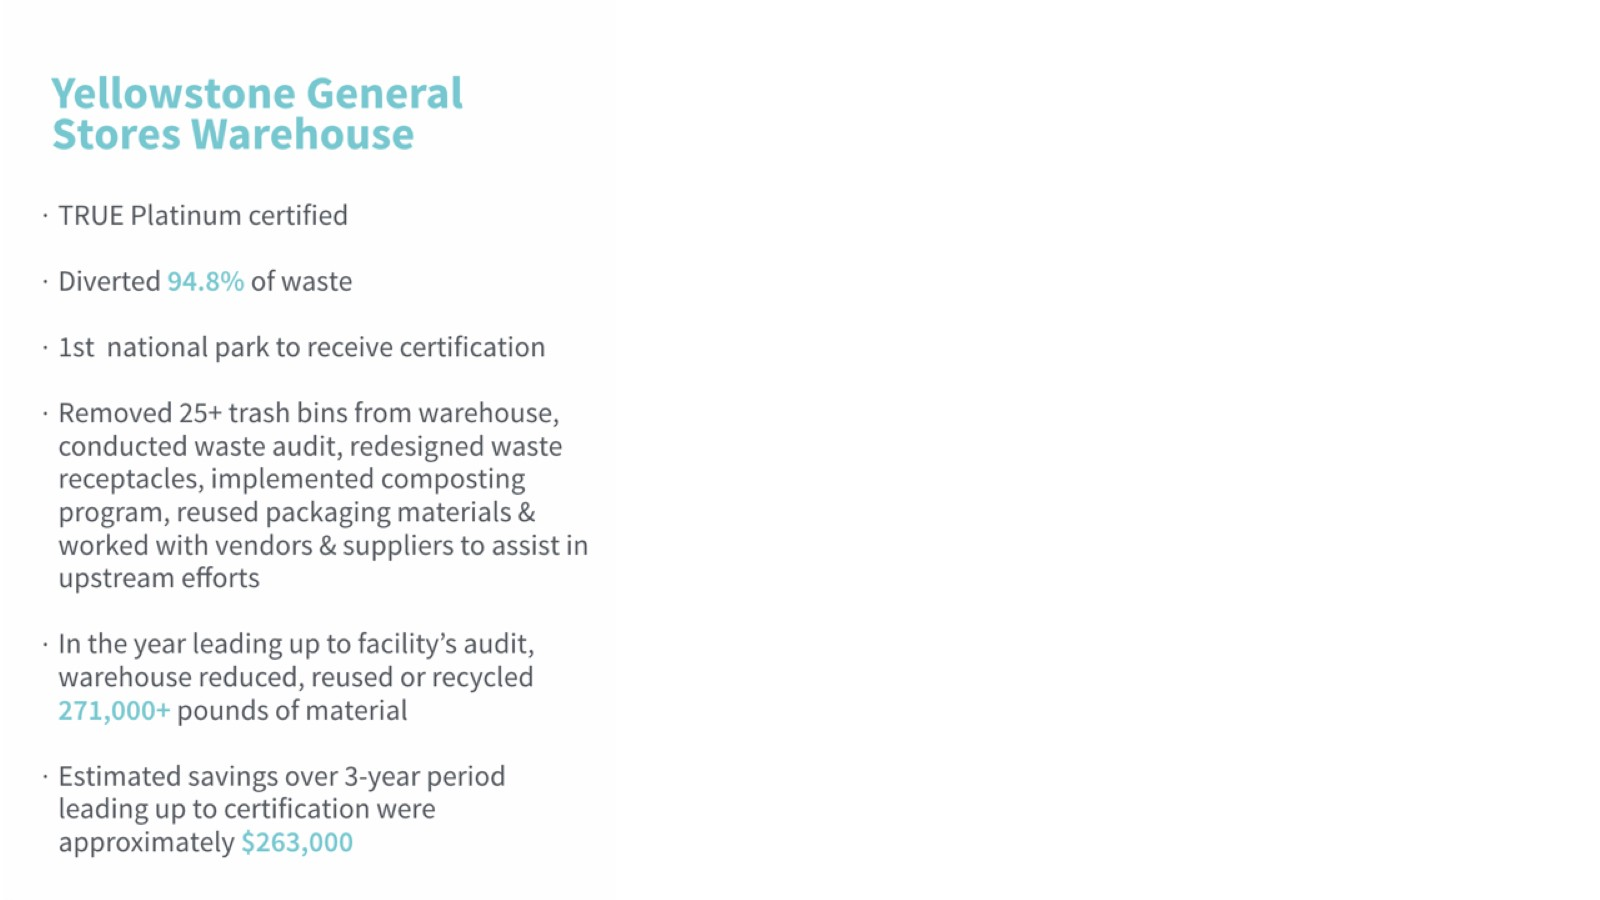 Yellowstone General
Stores Warehouse
· TRUE Platinum certified
· Diverted 94.8% of waste
· 1st  national park to receive certification
· Removed 25+ trash bins from warehouse,
conducted waste audit, redesigned waste
receptacles, implemented composting
program, reused packaging materials &
worked with vendors & suppliers to assist in
upstream efforts
· In the year leading up to facility’s audit,
warehouse reduced, reused or recycled
271,000+ pounds of material
· Estimated savings over 3-year period
leading up to certification were
approximately $263,000